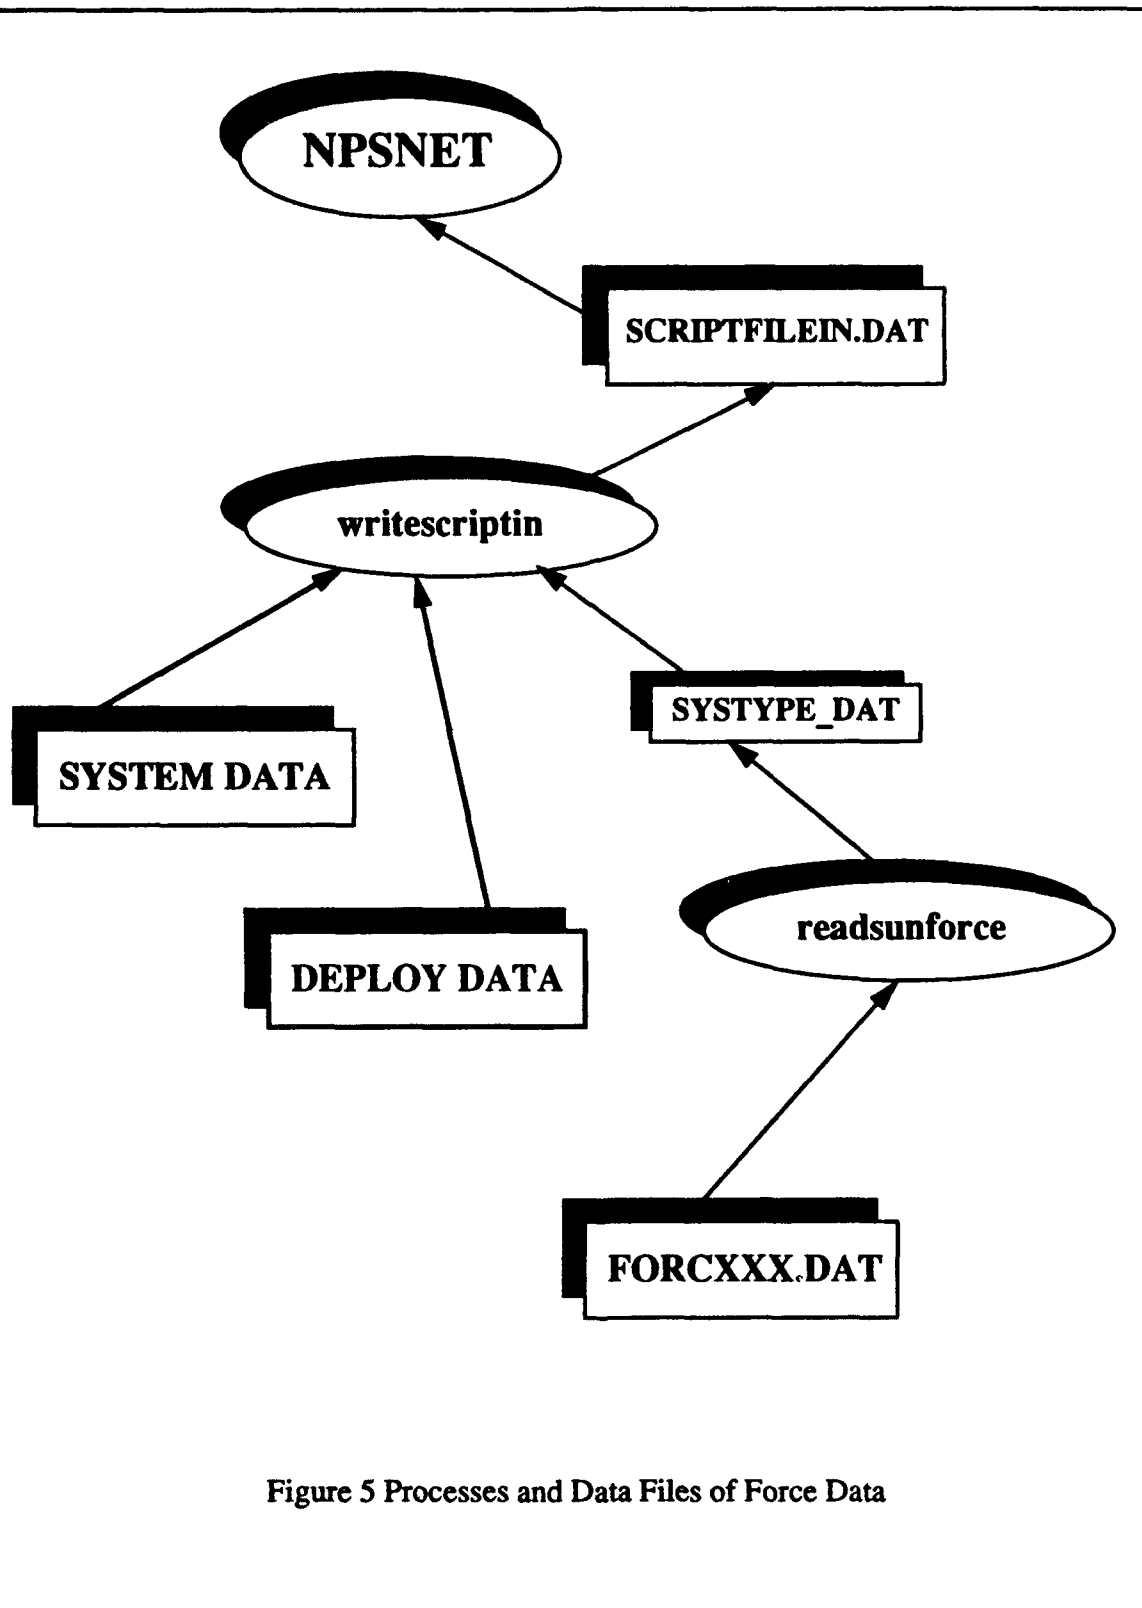 NPSNET
SCRIPTFILEIN.DAT
writescriptin
SYSTYPE_DAT
SYSTEM DATA
readsunforce
DEPLOY DATA
FORCXXX.DAT
Figure 5 Processes and Data Files of Force Data